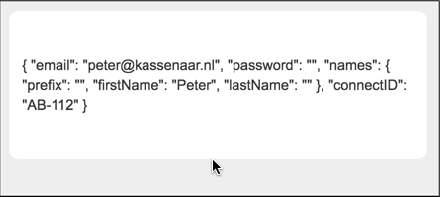 { "email": "peter@kassenaar.nl", "password": "", "names": {
"prefix": "", "firstName": "Peter", "lastName": "" }, "connectID":
"AB-112" }